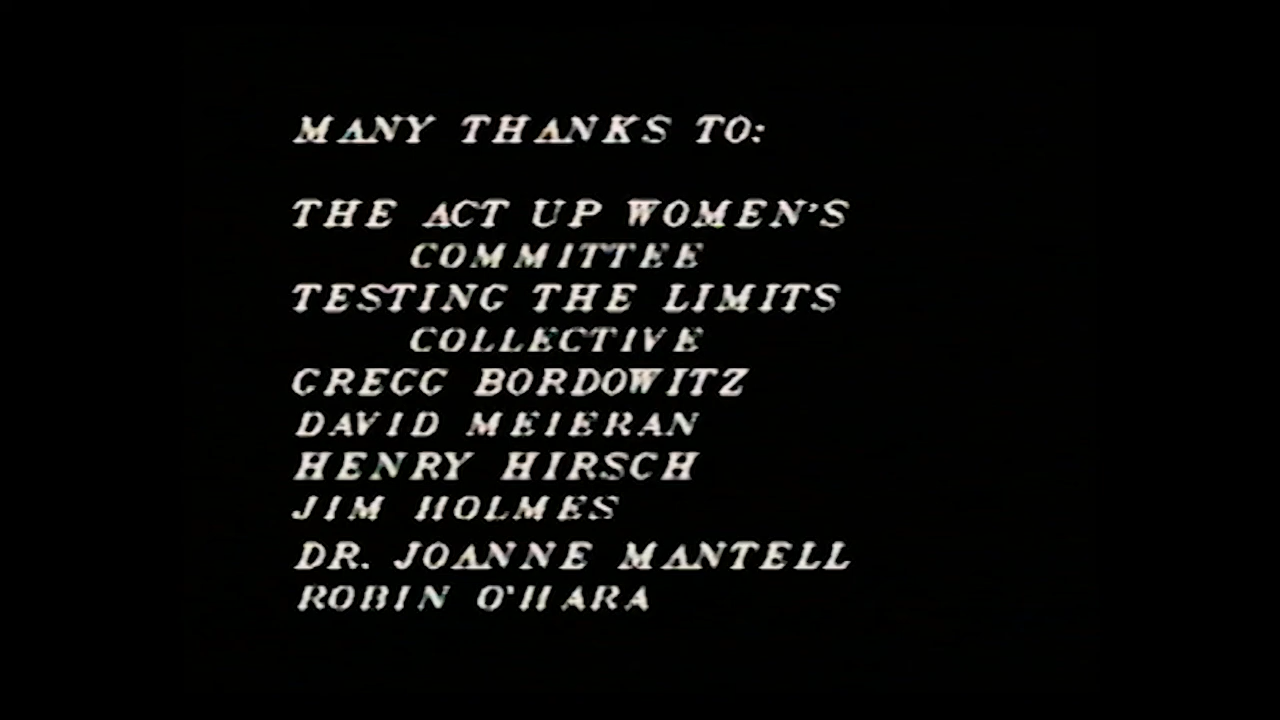 MANY THANKS TO:
THE ACT UP WOMEN'S
COMMITTEE
TESTING THE LIMITS
COLLECTIVE
GREGG BORDOWITZ
DAVID MEIERAN
HENRY HIRSCH
JIM HOLMES
DR. JOANNE MANTELL
ROBIN O'HARA